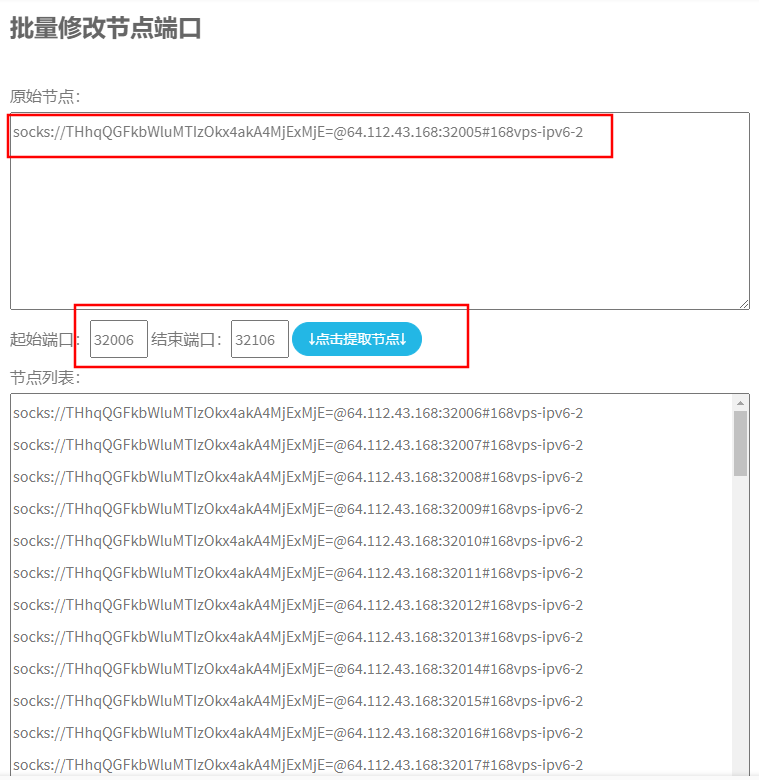 批量修改节点端口
原始节点：
socks://THhqQGFkbWluMTIzOkx4akA4MjExMjE=@64.112.43.168:32005#168vps-ipv6-2
起始端口： 32006 结束端口： 32106 ↓点击提取节点↓
节点列表：
socks://THhqQGFkbWluMTIzOkx4akA4MjExMjE=@64.112.43.168:32006#168vps-ipv6-2
socks://THhqQGFkbWluMTIzOkx4akA4MjExMjE=@64.112.43.168:32007#168vps-ipv6-2
socks://THhqQGFkbWluMTIzOkx4akA4MjExMjE=@64.112.43.168:32008#168vps-ipv6-2
socks://THhqQGFkbWluMTIzOkx4akA4MjExMjE=@64.112.43.168:32009#168vps-ipv6-2
socks://THhqQGFkbWluMTIzOkx4akA4MjExMjE=@64.112.43.168:32010#168vps-ipv6-2
socks://THhqQGFkbWluMTIzOkx4akA4MjExMjE=@64.112.43.168:32011#168vps-ipv6-2
socks://THhqQGFkbWluMTIzOkx4akA4MjExMjE=@64.112.43.168:32012#168vps-ipv6-2
socks://THhqQGFkbWluMTIzOkx4akA4MjExMjE=@64.112.43.168:32013#168vps-ipv6-2
socks://THhqQGFkbWluMTIzOkx4akA4MjExMjE=@64.112.43.168:32014#168vps-ipv6-2
socks://THhqQGFkbWluMTIzOkx4akA4MjExMjE=@64.112.43.168:32015#168vps-ipv6-2
socks://THhqQGFkbWluMTIzOkx4akA4MjExMjE=@64.112.43.168:32016#168vps-ipv6-2
socks://THhqQGFkbWluMTIzOkx4akA4MjExMjE=@64.112.43.168:32017#168vps-ipv6-2